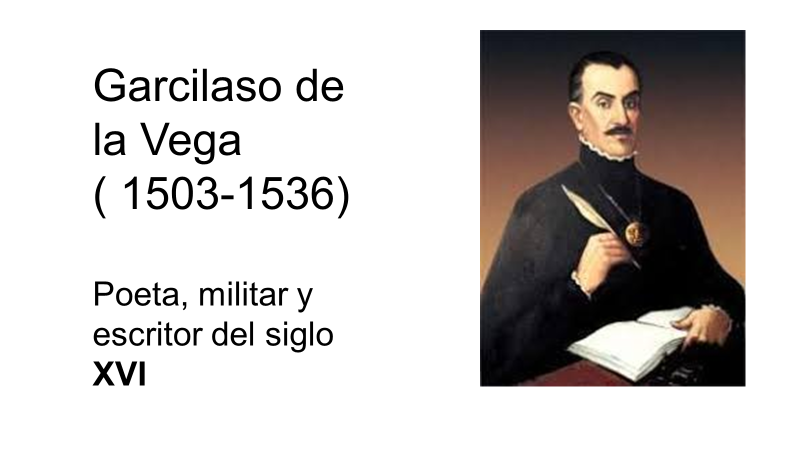 Garcilaso de
la Vega
( 1503-1536)
Poeta, militar y
escritor del siglo
XVI